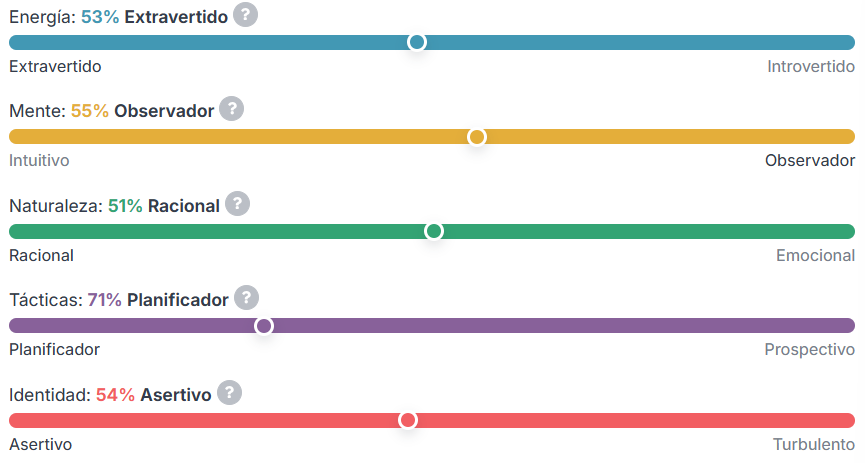 Energía: 53% Extravertido ?
Extravertido Introvertido
Mente: 55% Observador ?
Intuitivo Observador
Naturaleza: 51% Racional ?
Racional Emocional
Tácticas: 71% Planificador ?
Planificador Prospectivo
Identidad: 54% Asertivo ?
Asertivo Turbulento